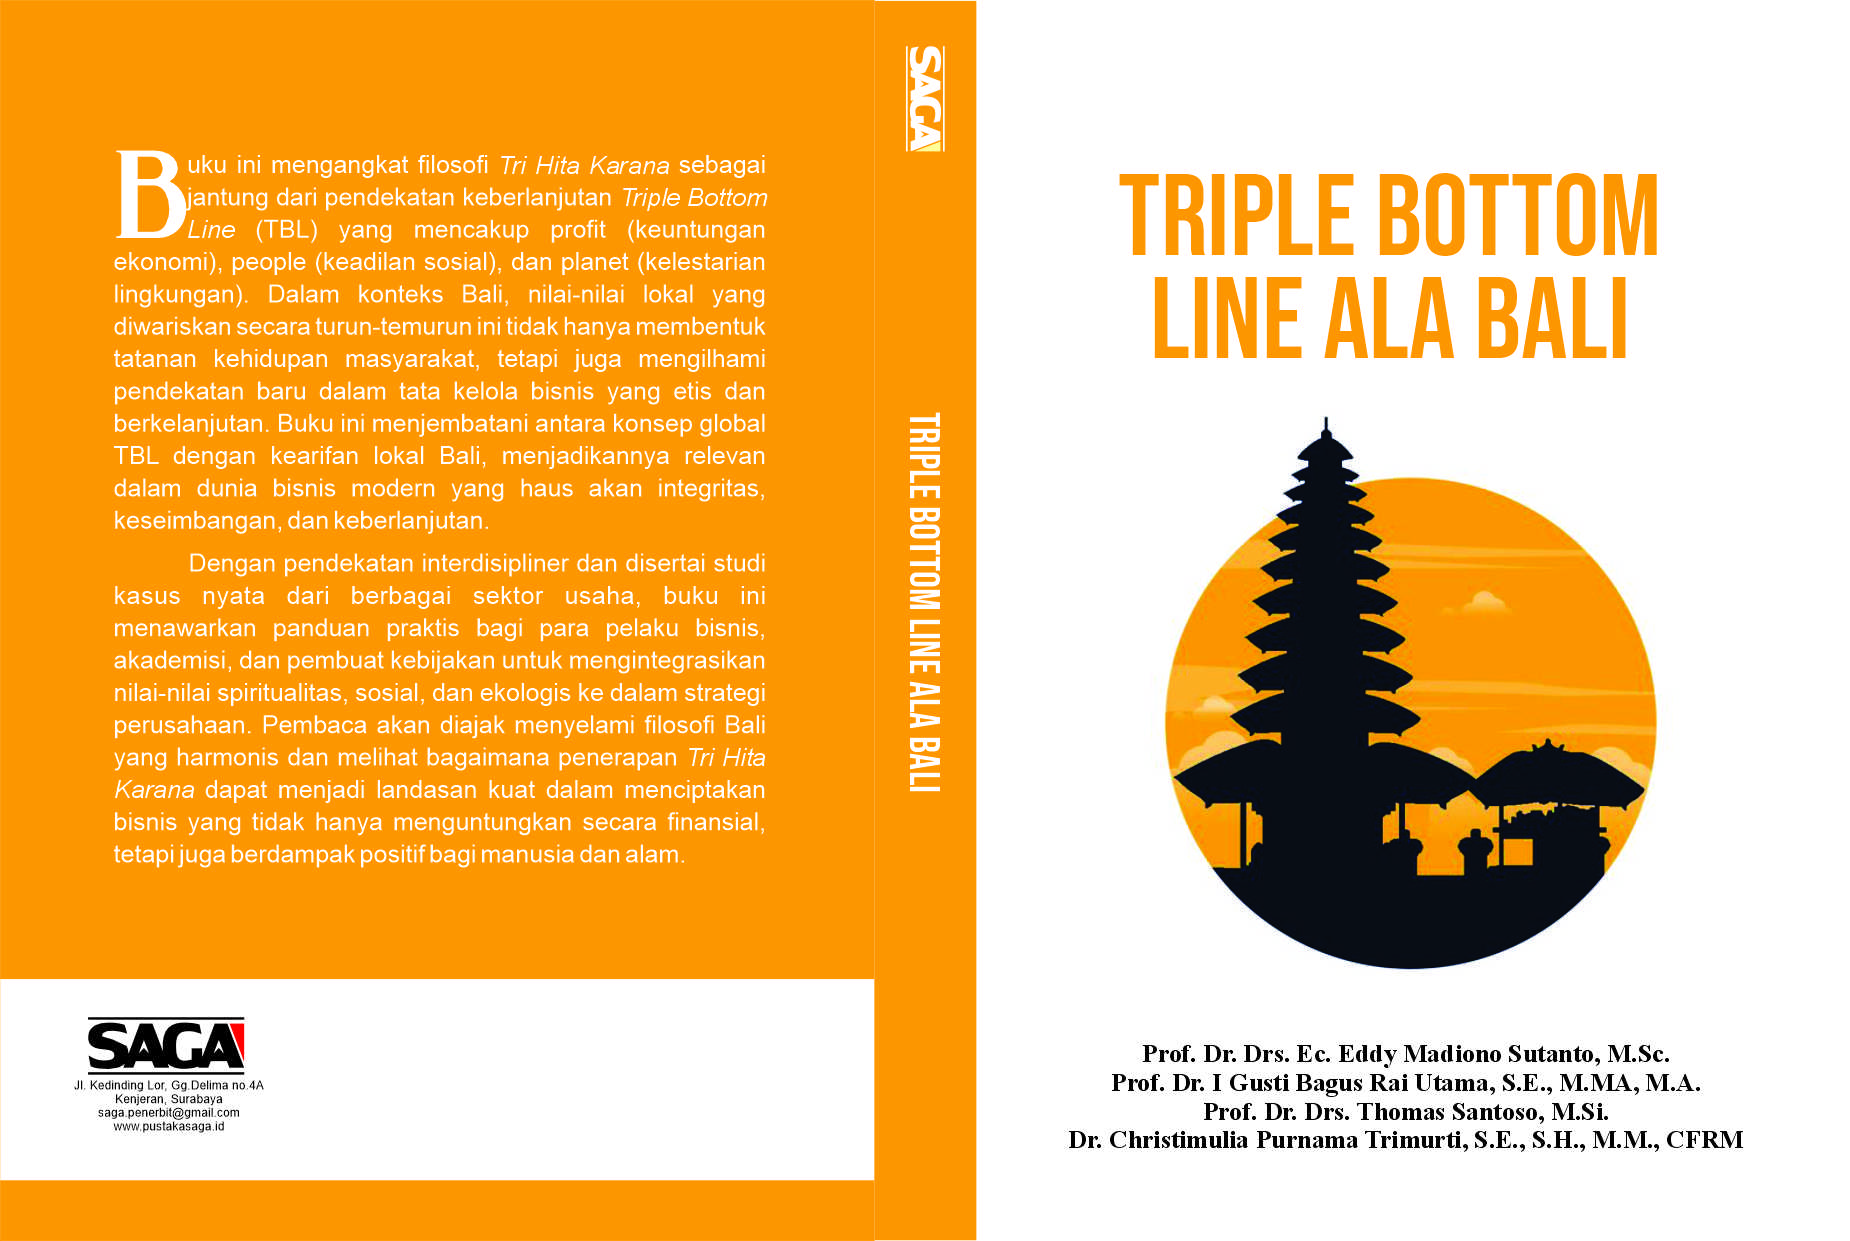 Buku ini mengangkat filosofi Tri Hita Karana sebagai
jantung dari pendekatan keberlanjutan Triple Bottom
Line (TBL) yang mencakup profit (keuntungan
ekonomi), people (keadilan sosial), dan planet (kelestarian
lingkungan). Dalam konteks Bali, nilai-nilai lokal yang
diwariskan secara turun-temurun ini tidak hanya membentuk
tatanan kehidupan masyarakat, tetapi juga mengilhami
pendekatan baru dalam tata kelola bisnis yang etis dan
berkelanjutan. Buku ini menjembatani antara konsep global
TBL dengan kearifan lokal Bali, menjadikannya relevan
dalam dunia bisnis modern yang haus akan integritas,
keseimbangan, dan keberlanjutan.
Dengan pendekatan interdisipliner dan disertai studi
kasus nyata dari berbagai sektor usaha, buku ini
menawarkan panduan praktis bagi para pelaku bisnis,
akademisi, dan pembuat kebijakan untuk mengintegrasikan
nilai-nilai spiritualitas, sosial, dan ekologis ke dalam strategi
perusahaan. Pembaca akan diajak menyelami filosofi Bali
yang harmonis dan melihat bagaimana penerapan Tri Hita
Karana dapat menjadi landasan kuat dalam menciptakan
bisnis yang tidak hanya menguntungkan secara finansial,
tetapi juga berdampak positif bagi manusia dan alam.
SAGA
Jl. Kedinding Lor, Gg.Delima no.4A
Kenjeran, Surabaya
saga.penerbit@gmail.com
www.pustakasaga.id
SAGA
TRIPLE BOTTOM LINE ALA BALI
TRIPLE BOTTOM
LINE ALA BALI
Prof. Dr. Drs. Ec. Eddy Madiono Sutanto, M.Sc.
Prof. Dr. I Gusti Bagus Rai Utama, S.E., M.MA, M.A.
Prof. Dr. Drs. Thomas Santoso, M.Si.
Dr. Christimulia Purnama Trimurti, S.E., S.H., M.M., CFRM